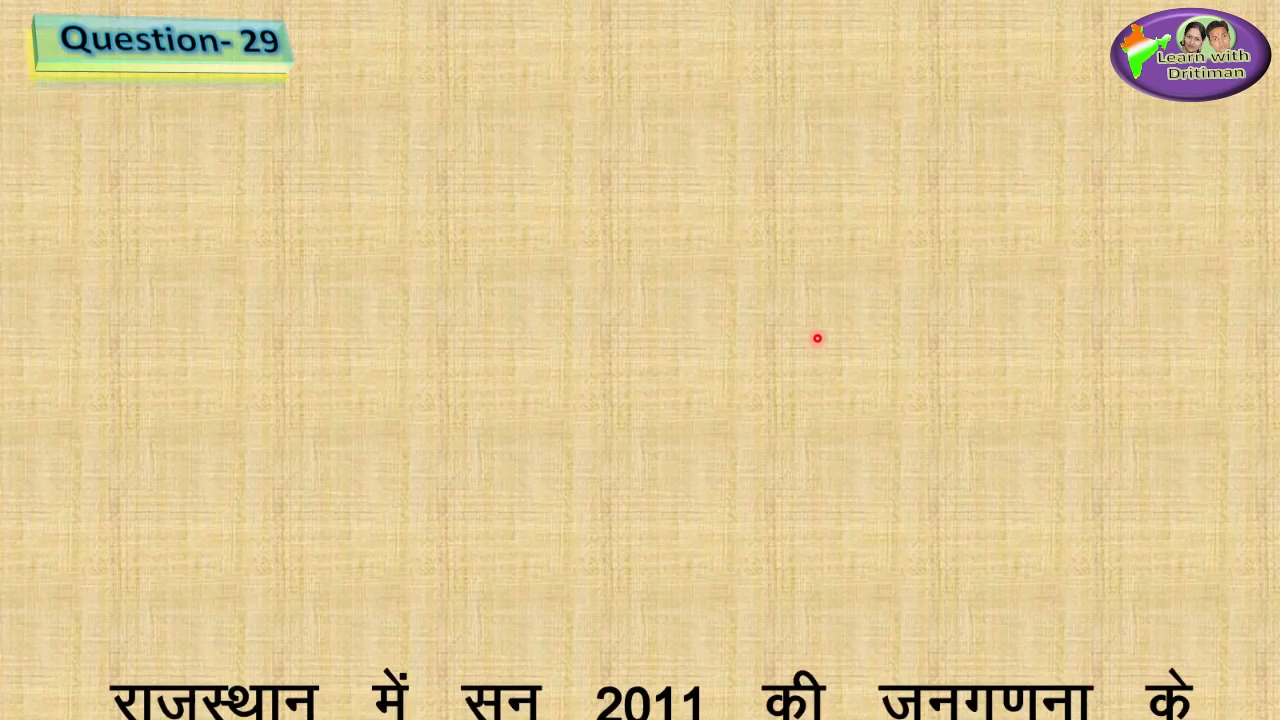 Question- 29
Learn with
Dritiman
राजस्थान में सन 2011 की जनगणना के